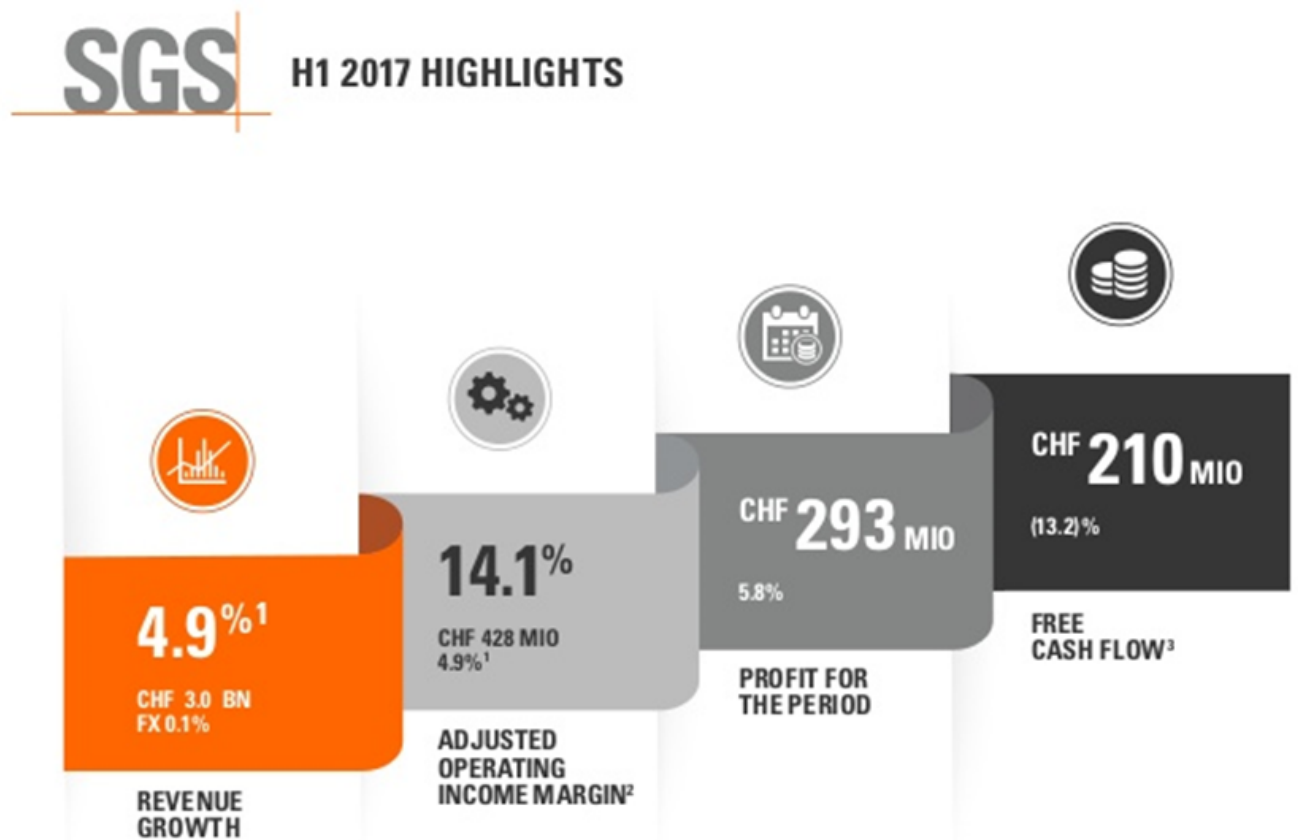 SGS
H1 2017 HIGHLIGHTS
4.9%¹
CHF 3.0 BN
FX 0.1%
REVENUE
GROWTH
14.1%
CHF 428 MIO
4.9%¹
ADJUSTED
OPERATING
INCOME MARGIN²
CHF 293 MIO
5.8%
PROFIT FOR
THE PERIOD
CHF 210 MIO
(13.2)%
FREE
CASH FLOW³